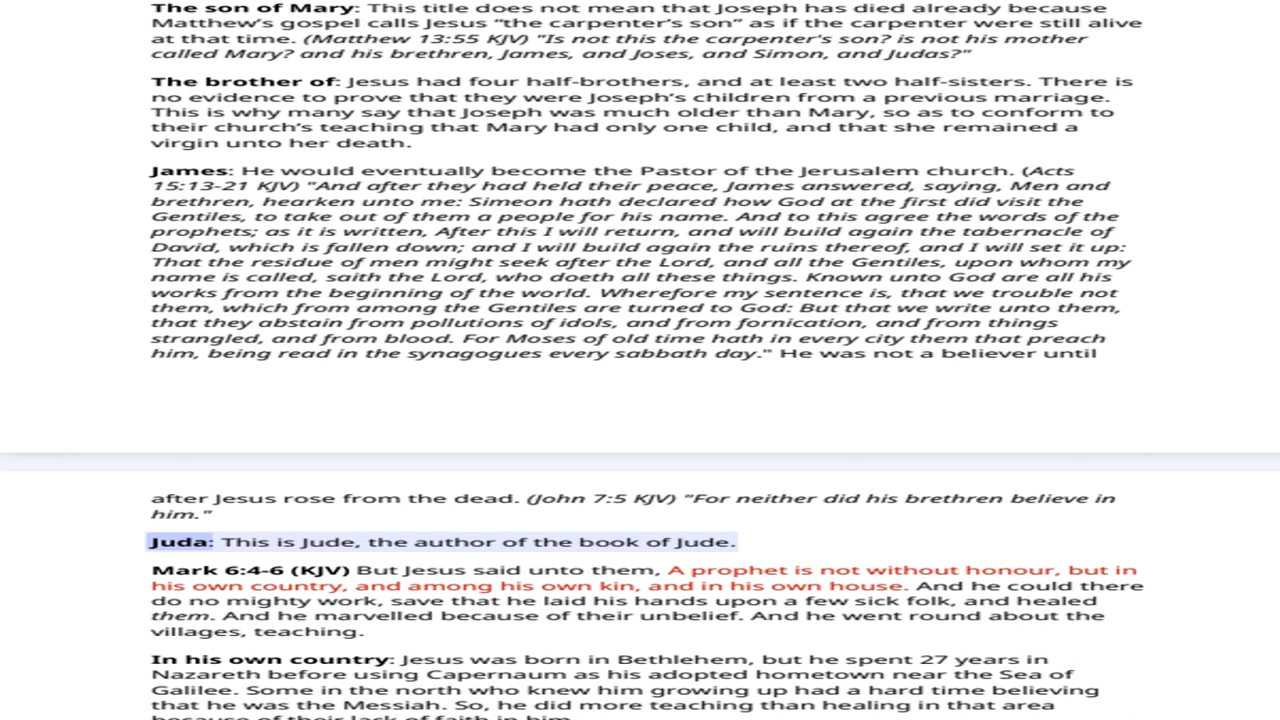 The son of Mary: This title does not mean that Joseph has died already because
Matthew’s gospel calls Jesus “the carpenter’s son” as if the carpenter were still alive
at that time. (Matthew 13:55 KJV) "Is not this the carpenter's son? is not his mother
called Mary? and his brethren, James, and Joses, and Simon, and Judas?"
The brother of: Jesus had four half-brothers, and at least two half-sisters. There is
no evidence to prove that they were Joseph’s children from a previous marriage.
This is why many say that Joseph was much older than Mary, so as to conform to
their church’s teaching that Mary had only one child, and that she remained a
virgin unto her death.
James: He would eventually become the Pastor of the Jerusalem church. (Acts
15:13-21 KJV) "And after they had held their peace, James answered, saying, Men and
brethren, hearken unto me: Simeon hath declared how God at the first did visit the
Gentiles, to take out of them a people for his name. And to this agree the words of the
prophets; as it is written, After this I will return, and will build again the tabernacle of
David, which is fallen down; and I will build again the ruins thereof, and I will set it up:
That the residue of men might seek after the Lord, and all the Gentiles, upon whom my
name is called, saith the Lord, who doeth all these things. Known unto God are all his
works from the beginning of the world. Wherefore my sentence is, that we trouble not
them, which from among the Gentiles are turned to God: But that we write unto them,
that they abstain from pollutions of idols, and from fornication, and from things
strangled, and from blood. For Moses of old time hath in every city them that preach
him, being read in the synagogues every sabbath day." He was not a believer until
after Jesus rose from the dead. (John 7:5 KJV) "For neither did his brethren believe in
him."
Juda: This is Jude, the author of the book of Jude.
Mark 6:4-6 (KJV) But Jesus said unto them, A prophet is not without honour, but in
his own country, and among his own kin, and in his own house. And he could there
do no mighty work, save that he laid his hands upon a few sick folk, and healed
them. And he marvelled because of their unbelief. And he went round about the
villages, teaching.
In his own country: Jesus was born in Bethlehem, but he spent 27 years in
Nazareth before using Capernaum as his adopted hometown near the Sea of
Galilee. Some in the north who knew him growing up had a hard time believing
that he was the Messiah. So, he did more teaching than healing in that area
because of their lack of faith in him.